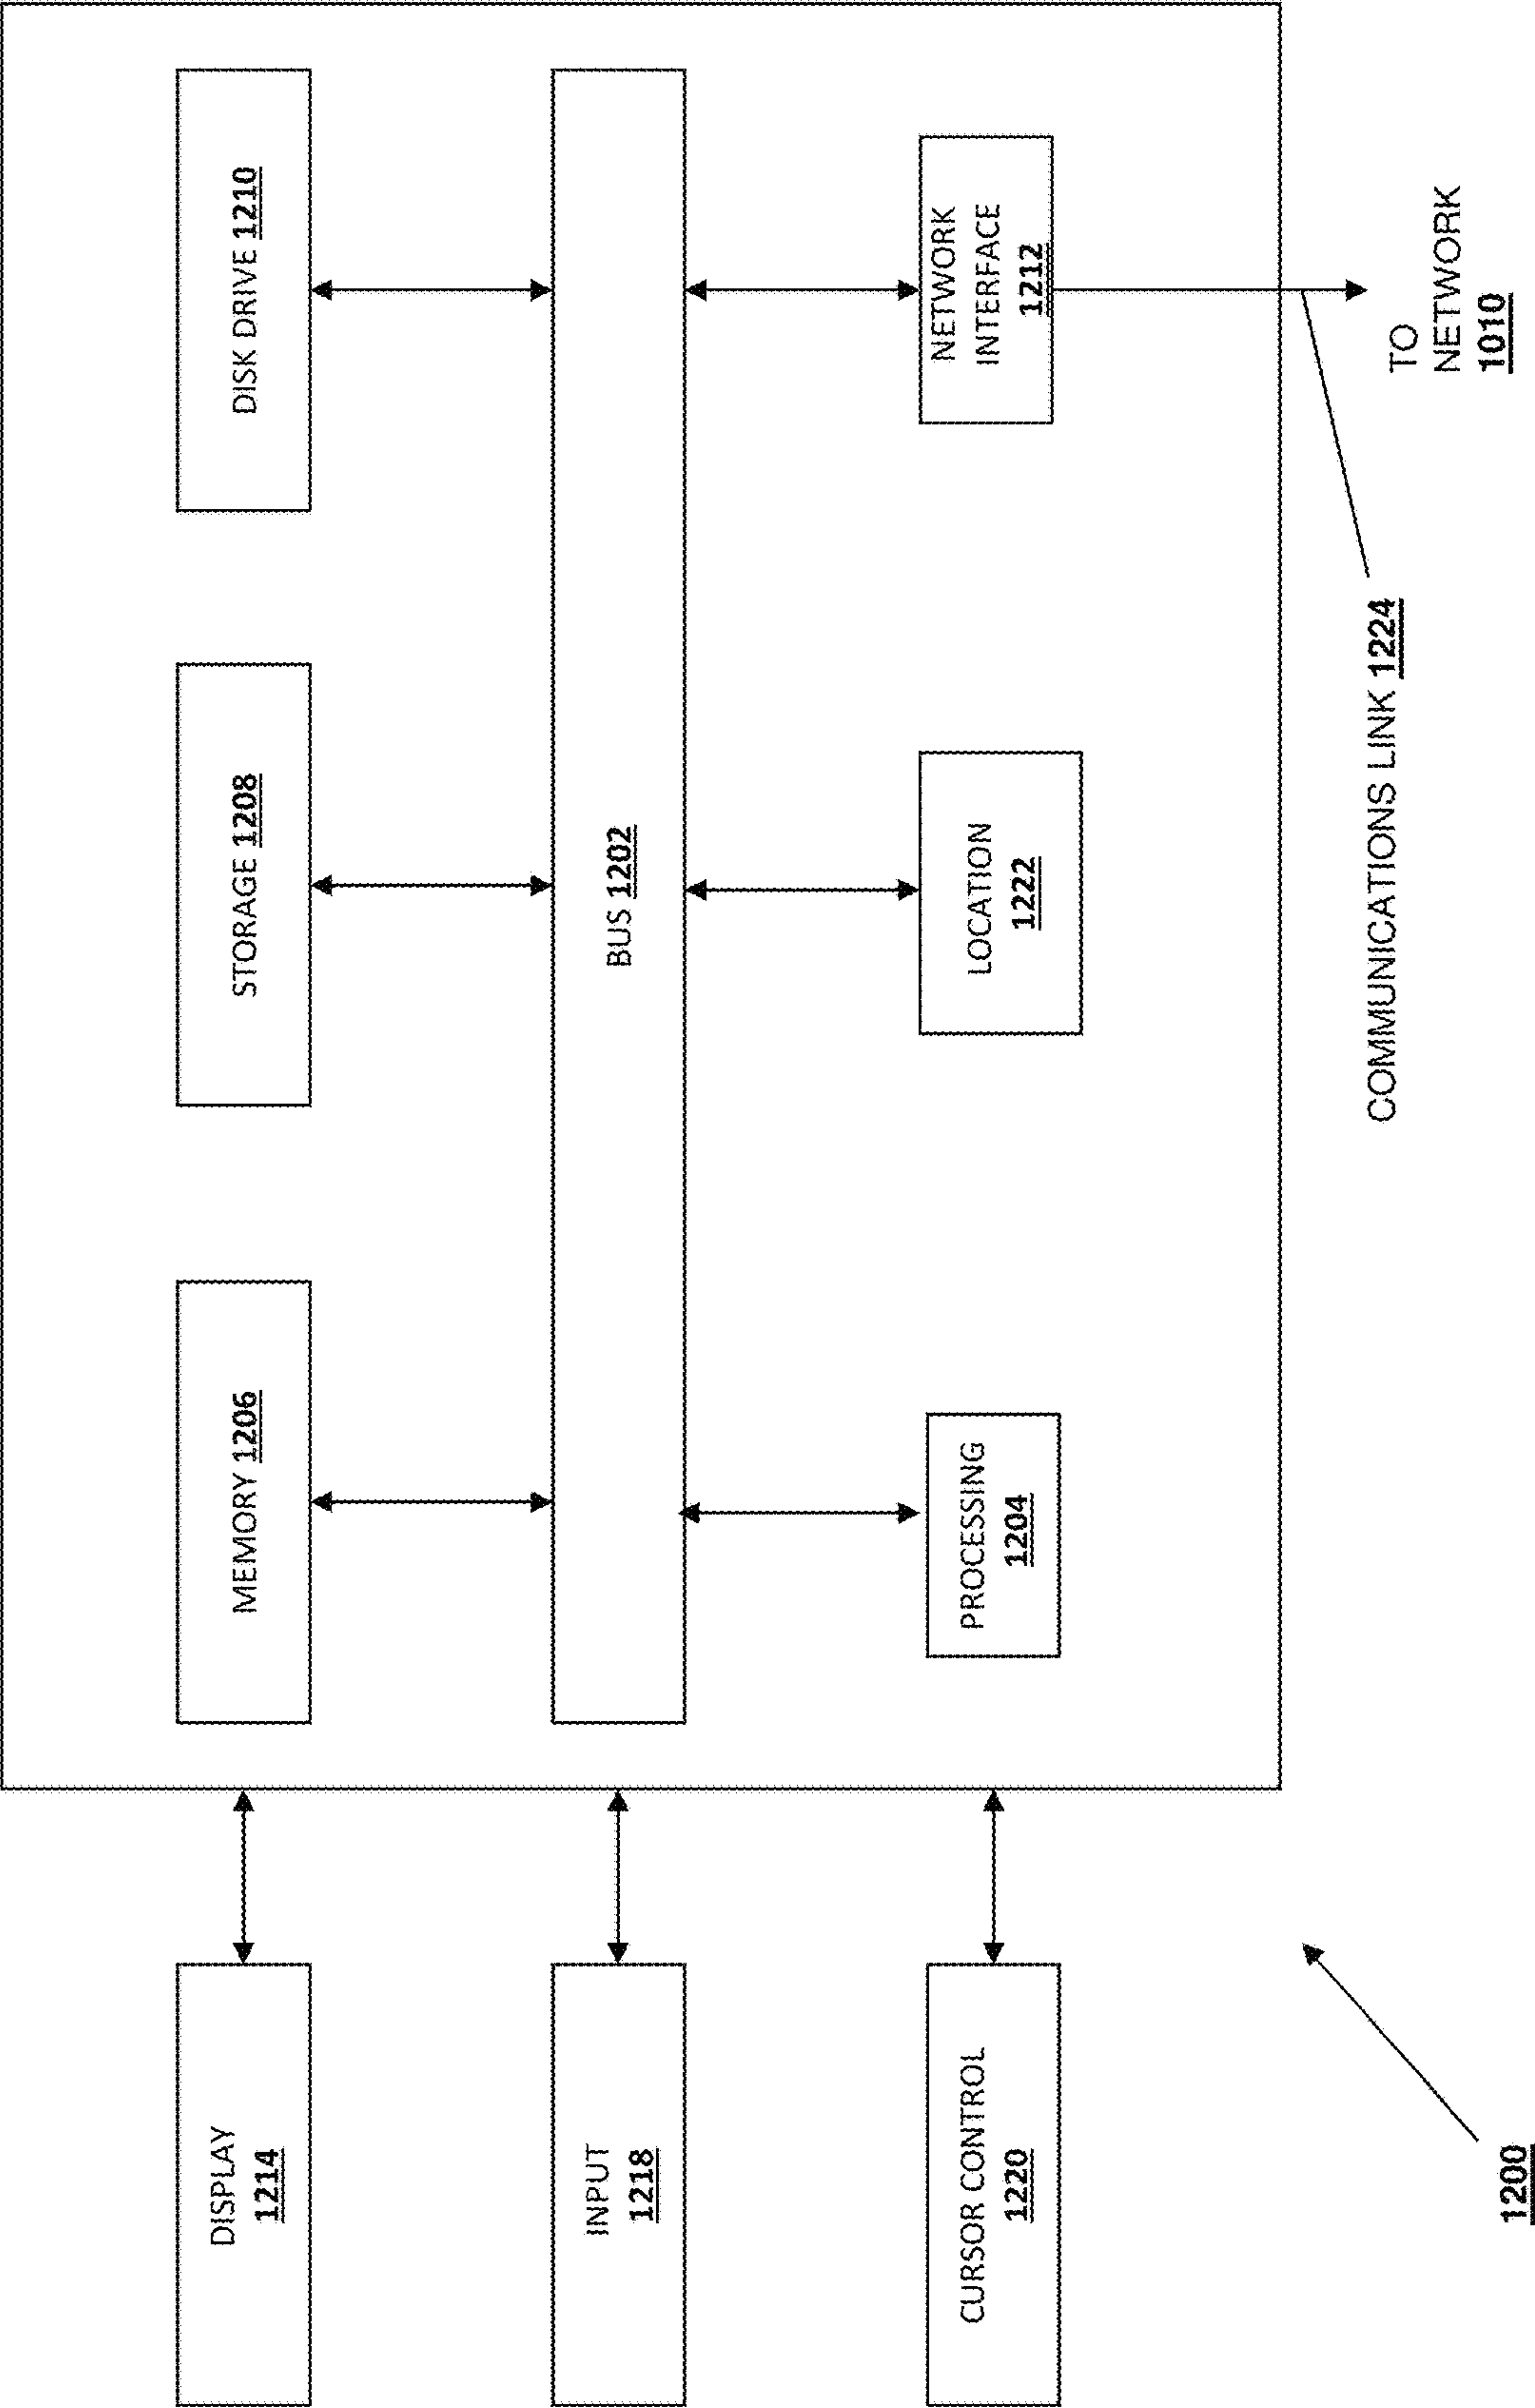 DISPLAY
1214
MEMORY 1206
STORAGE 1208
DISK DRIVE 1210
INPUT
1218
BUS 1202
CURSOR CONTROL
1220
PROCESSING
1204
LOCATION
1222
NETWORK
INTERFACE
1212
COMMUNICATIONS LINK 1224
TO
NETWORK
1010
1200